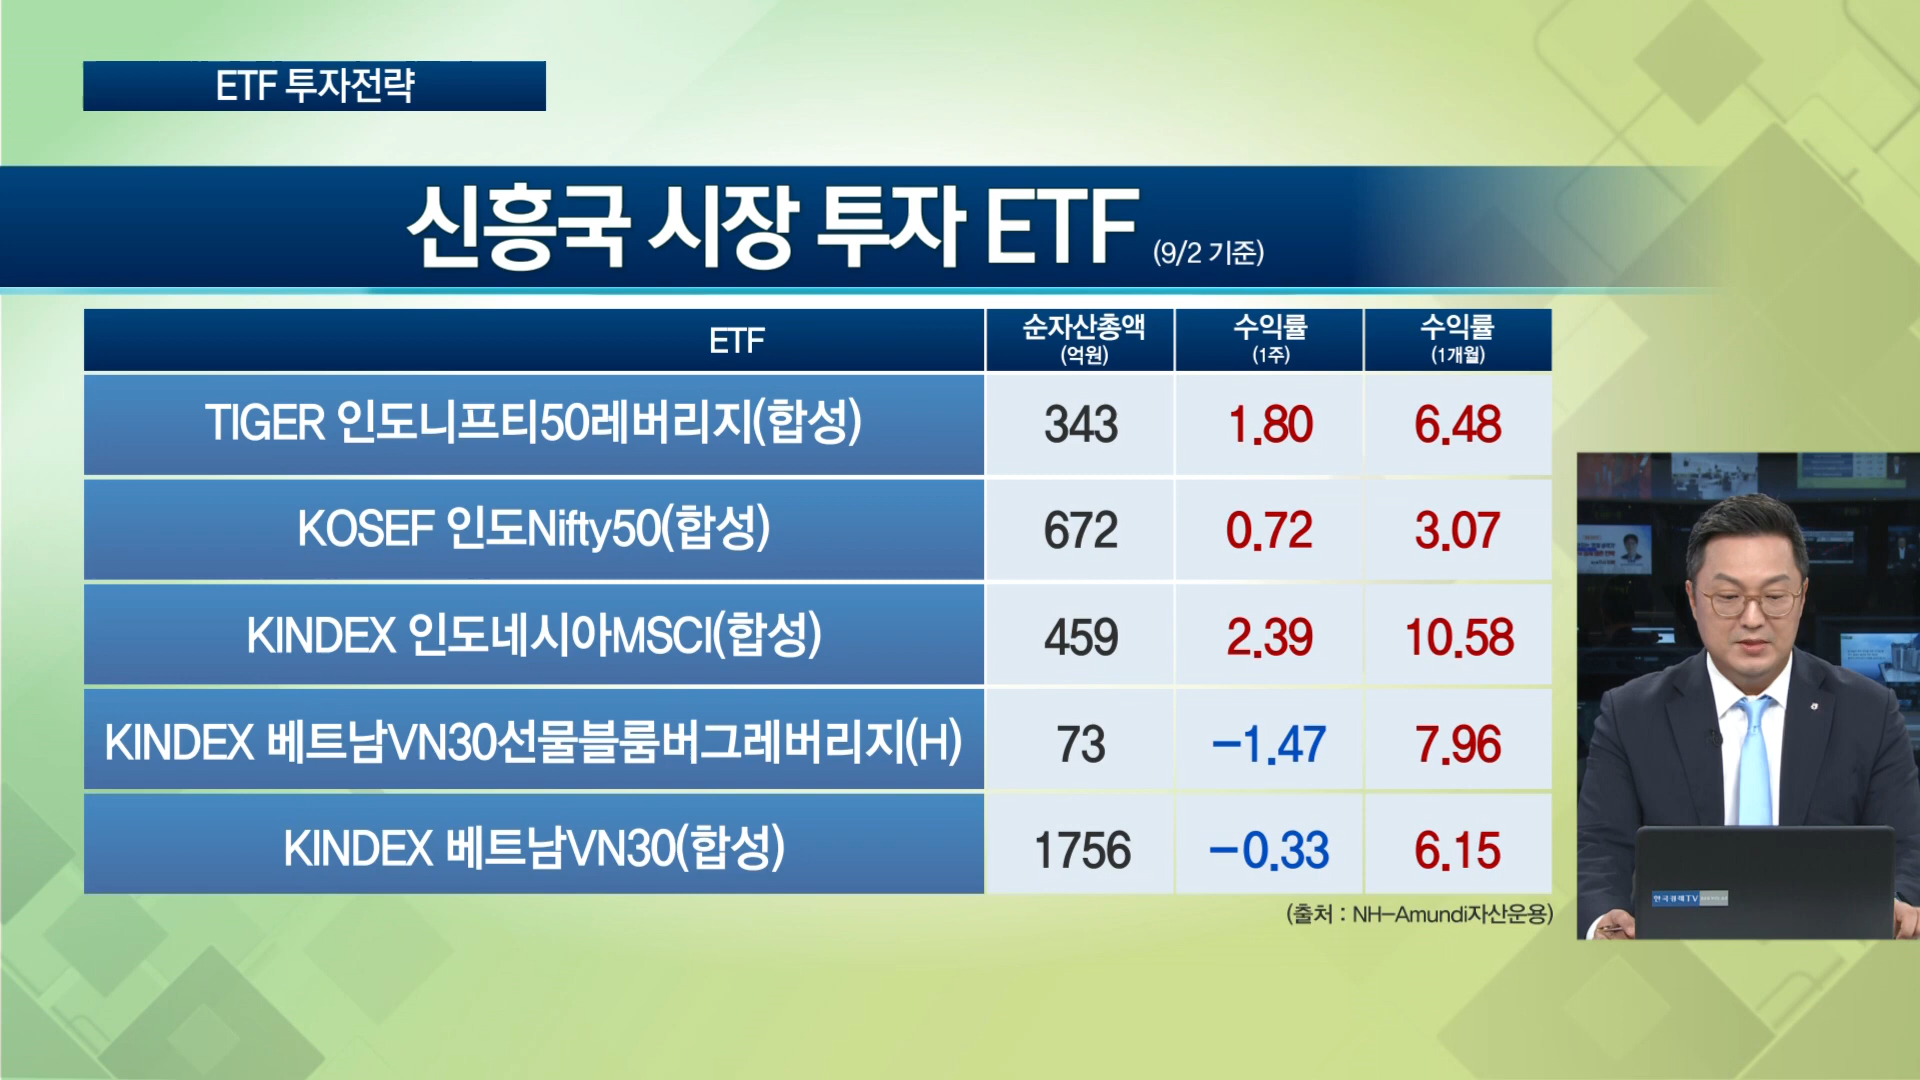 ETF 투자전략
신흥국 시장 투자 ETF (9/2 기준)
ETF 순자산총액 (억원) 수익률 (1주) 수익률 (1개월)
TIGER 인도니프티50레버리지(합성) 343 1.80 6.48
KOSEF 인도Nifty50(합성) 672 0.72 3.07
KINDEX 인도네시아MSCI(합성) 459 2.39 10.58
KINDEX 베트남VN30선물블룸버그레버리지(H) 73 -1.47 7.96
KINDEX 베트남VN30(합성) 1756 -0.33 6.15
(출처 : NH-Amundi자산운용)
한국경제TV